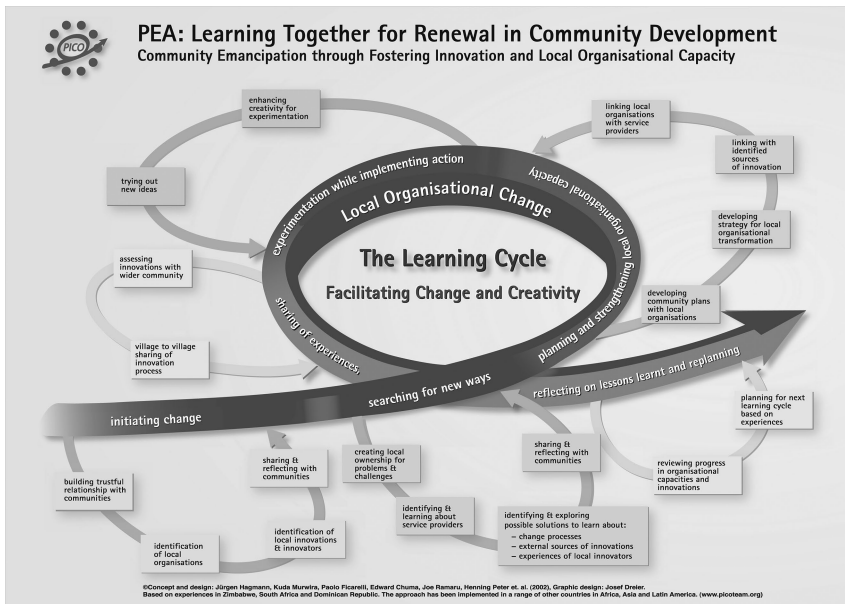 PICO
PEA: Learning Together for Renewal in Community Development
Community Emancipation through Fostering Innovation and Local Organisational Capacity
enhancing
creativity for
experimentation
linking local
organisations
with service
providers
linking with
identified
sources
of innovation
trying out
new ideas
experimentation while implementing action
Local Organisational Change
planning and strengthening local organisational capacity
developing
strategy for local
organisational
transformation
The Learning Cycle
Facilitating Change and Creativity
assessing
innovations with
wider community
sharing of experiences,
developing
community plans
with local
organisations
village to village
sharing of
innovation
process
initiating change
searching for new ways
reflecting on lessons learnt and replanning
planning for next
learning cycle
based on
experiences
building trustful
relationship with
communities
sharing &
reflecting with
communities
creating local
ownership for
problems &
challenges
sharing &
reflecting with
communities
reviewing progress
in organisational
capacities and
innovations
identification
of local
organisations
identification of
local innovations
& innovators
identifying &
learning about
service providers
identifying & exploring
possible solutions to learn about:
– change processes
– external sources of innovations
– experiences of local innovators
©Concept and design: Jürgen Hagmann, Kuda Murwira, Paolo Ficarelli, Edward Chuma, Joe Ramaru, Henning Peter et. al. (2002), Graphic design: Josef Dreier.
Based on experiences in Zimbabwe, South Africa and Dominican Republic. The approach has been implemented in a range of other countries in Africa, Asia and Latin America. (www.picoteam.org)